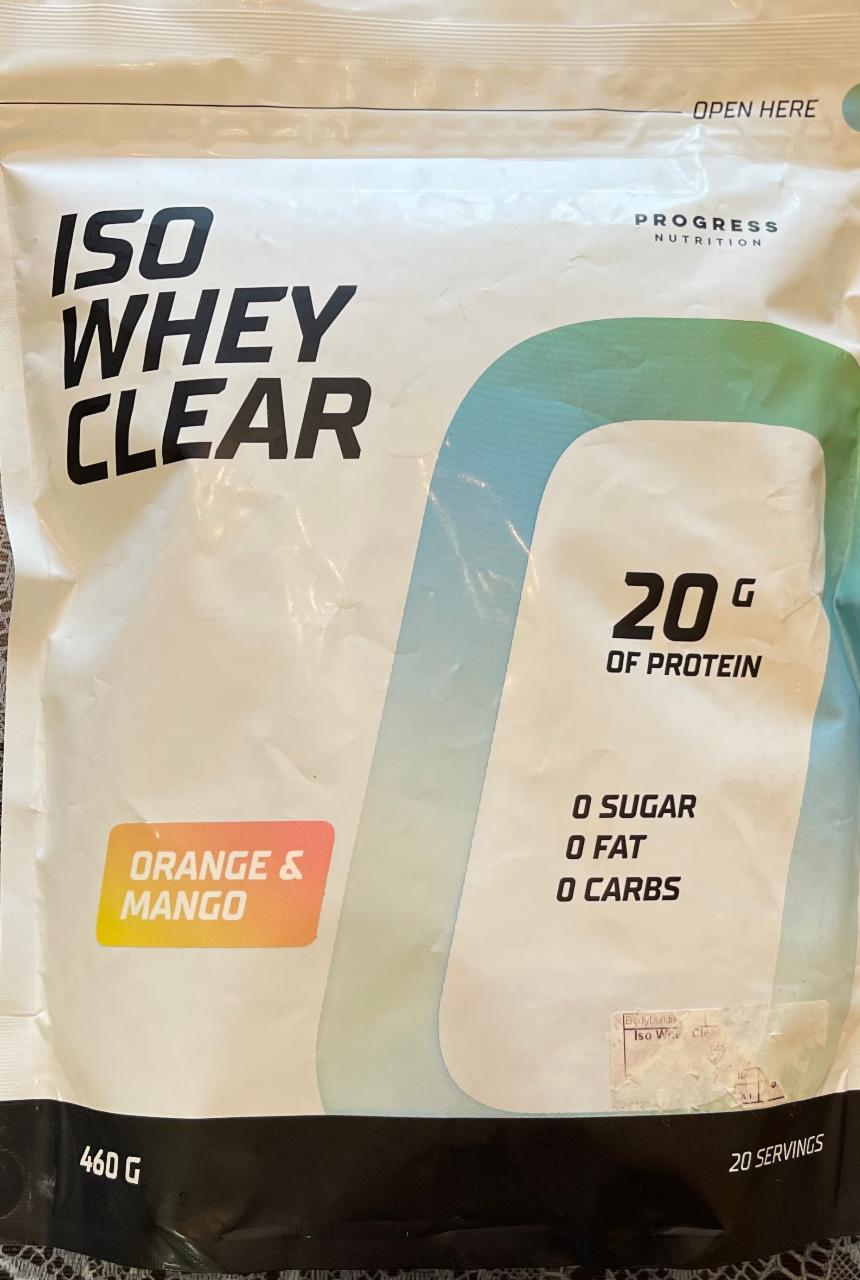 OPEN HERE
PROGRESS
NUTRITION
ISO
WHEY
CLEAR
20 G
OF PROTEIN
0 SUGAR
0 FAT
0 CARBS
ORANGE &
MANGO
Iso
460 G
20 SERVINGS